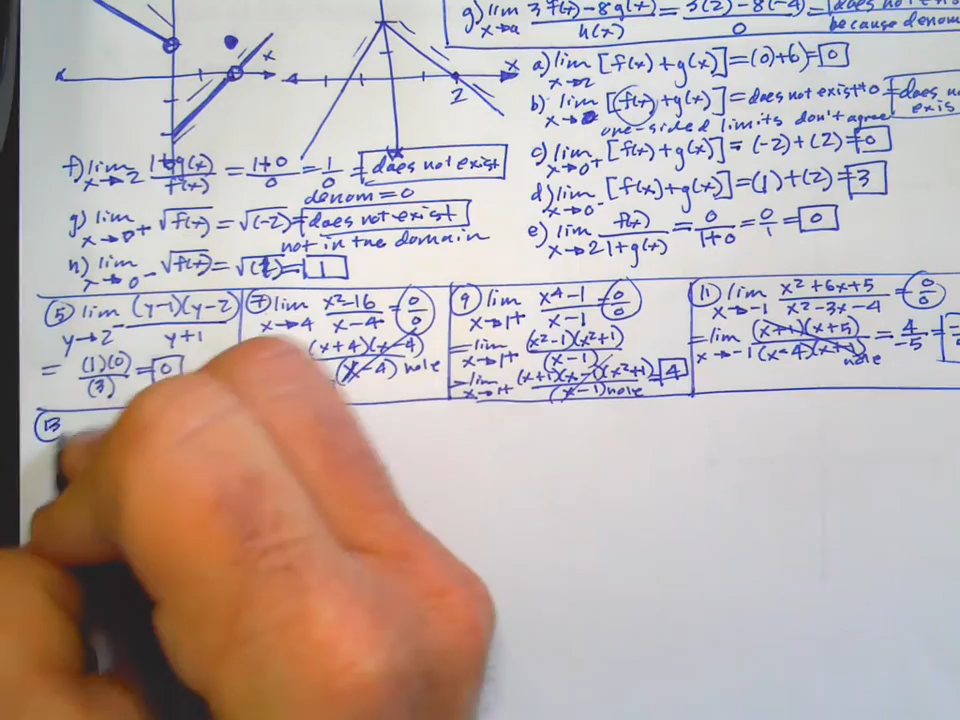 g) lim x→a 3f(x)-8g(x) / h(x) = 3(2)-8(-4) / 0 =
because denom
a) lim x→2 [f(x)+g(x)] = (0)+6) = 0
b) lim x→0 [f(x)+g(x)] = does not exist + 0 = does
one-sided limits don't agree
c) lim x→0+ [f(x)+g(x)] = (-2)+(2) = 0
d) lim x→0- [f(x)+g(x)] = (1)+(2) = 3
e) lim x→2 f(x) / 1+g(x) = 0 / 1+0 = 0/1 = 0
x
x
2
f) lim x→2 1+g(x) / f(x) = 1+0 / 0 = 1/0 = does not exist
denom = 0
g) lim x→0+ √f(x) = √(-2) = does not exist
not in the domain
h) lim x→0- √f(x) = √(1) = 1
5) lim y→2- (y-1)(y-2) / y+1
= (1)(0) / (3) = 0
7) lim x→4 x²-16 / x-4 = 0/0
(x+4)(x-4) / (x-4) hole
9) lim x→1+ x⁴-1 / x-1 = 0/0
= lim x→1+ (x²-1)(x²+1) / (x-1)
= lim x→1+ (x+1)(x-1)(x²+1) / (x-1) hole = 4
11) lim x→-1 x²+6x+5 / x²-3x-4 = 0/0
= lim x→-1 (x+1)(x+5) / (x-4)(x+1) hole = 4/-5 =
13